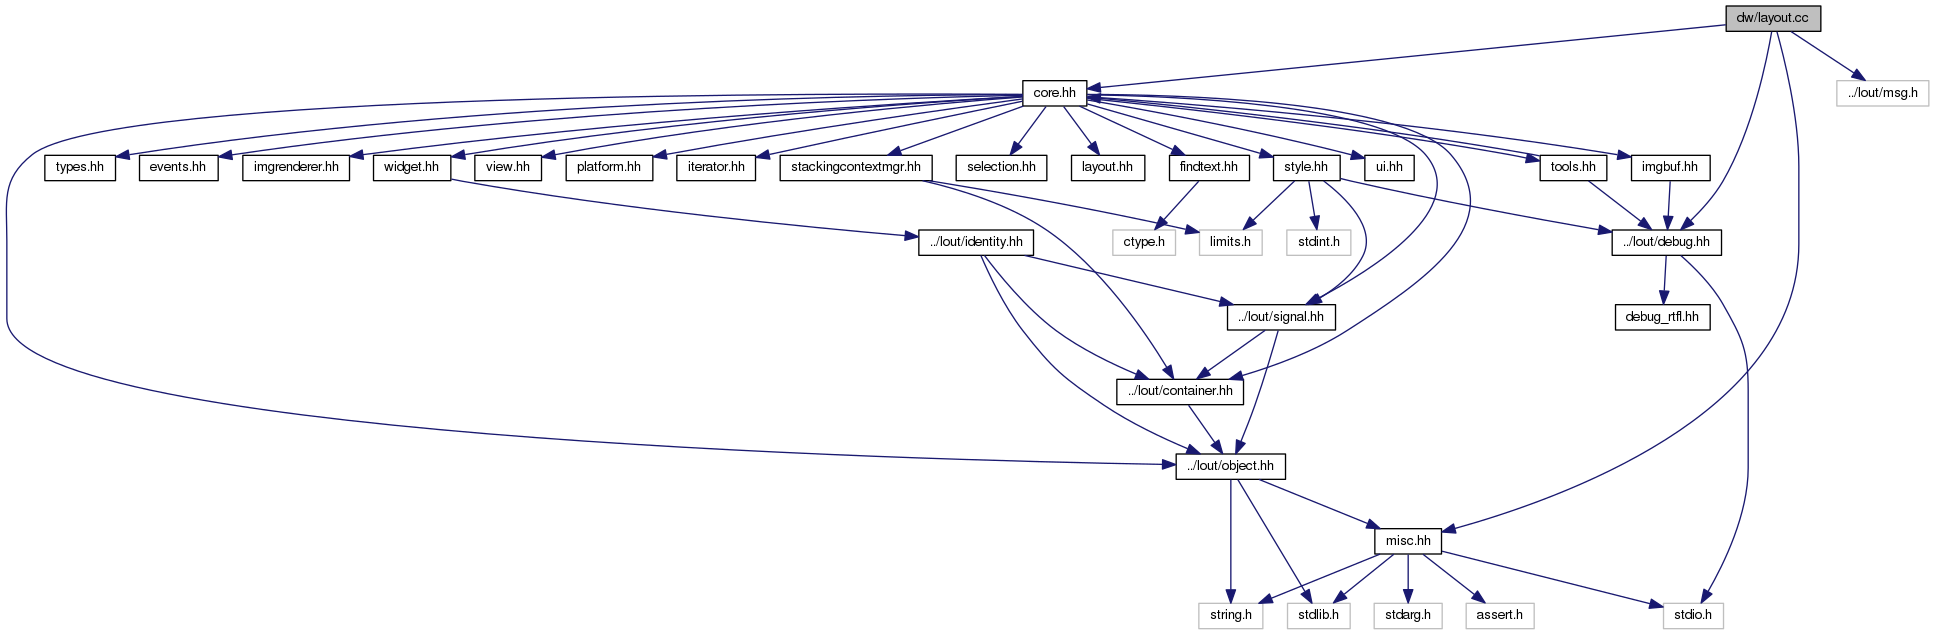 dw/layout.cc
core.hh
../lout/msg.h
types.hh
events.hh
imgrenderer.hh
widget.hh
view.hh
platform.hh
iterator.hh
stackingcontextmgr.hh
selection.hh
layout.hh
findtext.hh
style.hh
ui.hh
tools.hh
imgbuf.hh
../lout/identity.hh
ctype.h
limits.h
stdint.h
../lout/debug.hh
../lout/signal.hh
debug_rtfl.hh
../lout/container.hh
../lout/object.hh
misc.hh
string.h
stdlib.h
stdarg.h
assert.h
stdio.h